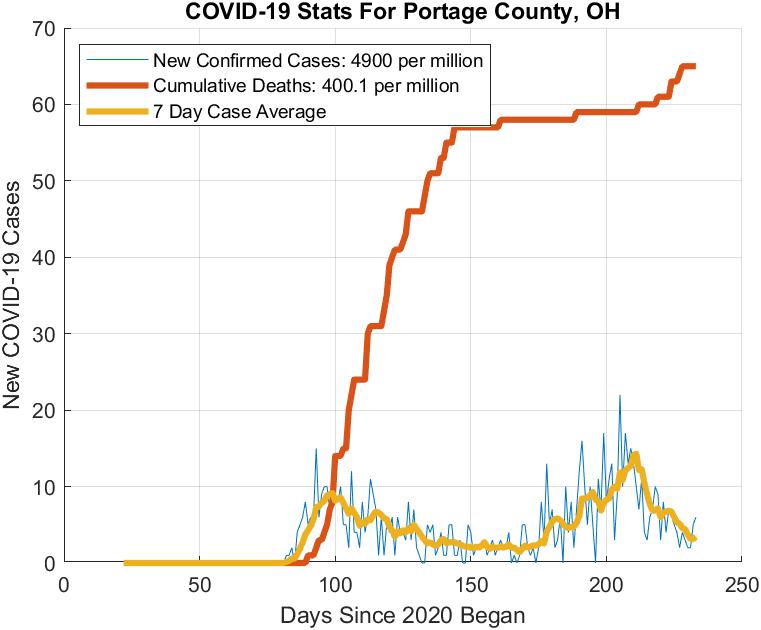 COVID-19 Stats For Portage County, OH
New Confirmed Cases: 4900 per million
Cumulative Deaths: 400.1 per million
7 Day Case Average
New COVID-19 Cases
70
60
50
40
30
20
10
0
0 50 100 150 200 250
Days Since 2020 Began